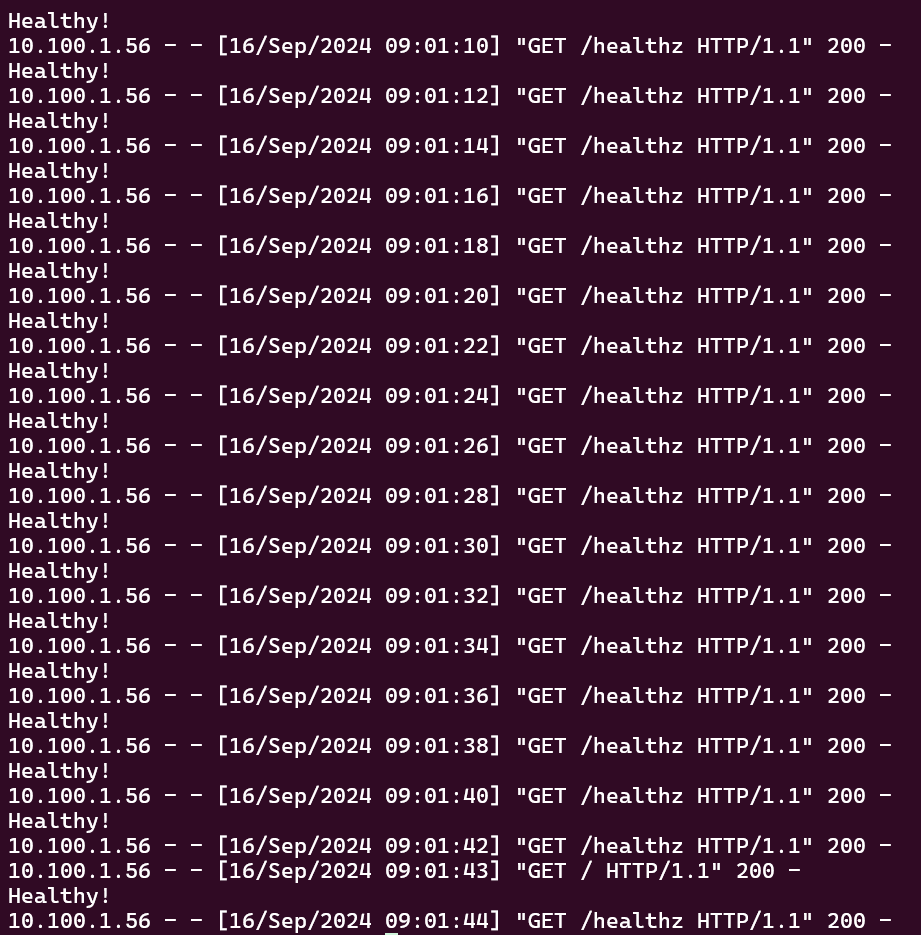 Healthy!
10.100.1.56 - - [16/Sep/2024 09:01:10] "GET /healthz HTTP/1.1" 200 -
Healthy!
10.100.1.56 - - [16/Sep/2024 09:01:12] "GET /healthz HTTP/1.1" 200 -
Healthy!
10.100.1.56 - - [16/Sep/2024 09:01:14] "GET /healthz HTTP/1.1" 200 -
Healthy!
10.100.1.56 - - [16/Sep/2024 09:01:16] "GET /healthz HTTP/1.1" 200 -
Healthy!
10.100.1.56 - - [16/Sep/2024 09:01:18] "GET /healthz HTTP/1.1" 200 -
Healthy!
10.100.1.56 - - [16/Sep/2024 09:01:20] "GET /healthz HTTP/1.1" 200 -
Healthy!
10.100.1.56 - - [16/Sep/2024 09:01:22] "GET /healthz HTTP/1.1" 200 -
Healthy!
10.100.1.56 - - [16/Sep/2024 09:01:24] "GET /healthz HTTP/1.1" 200 -
Healthy!
10.100.1.56 - - [16/Sep/2024 09:01:26] "GET /healthz HTTP/1.1" 200 -
Healthy!
10.100.1.56 - - [16/Sep/2024 09:01:28] "GET /healthz HTTP/1.1" 200 -
Healthy!
10.100.1.56 - - [16/Sep/2024 09:01:30] "GET /healthz HTTP/1.1" 200 -
Healthy!
10.100.1.56 - - [16/Sep/2024 09:01:32] "GET /healthz HTTP/1.1" 200 -
Healthy!
10.100.1.56 - - [16/Sep/2024 09:01:34] "GET /healthz HTTP/1.1" 200 -
Healthy!
10.100.1.56 - - [16/Sep/2024 09:01:36] "GET /healthz HTTP/1.1" 200 -
Healthy!
10.100.1.56 - - [16/Sep/2024 09:01:38] "GET /healthz HTTP/1.1" 200 -
Healthy!
10.100.1.56 - - [16/Sep/2024 09:01:40] "GET /healthz HTTP/1.1" 200 -
Healthy!
10.100.1.56 - - [16/Sep/2024 09:01:42] "GET /healthz HTTP/1.1" 200 -
10.100.1.56 - - [16/Sep/2024 09:01:43] "GET / HTTP/1.1" 200 -
Healthy!
10.100.1.56 - - [16/Sep/2024 09:01:44] "GET /healthz HTTP/1.1" 200 -